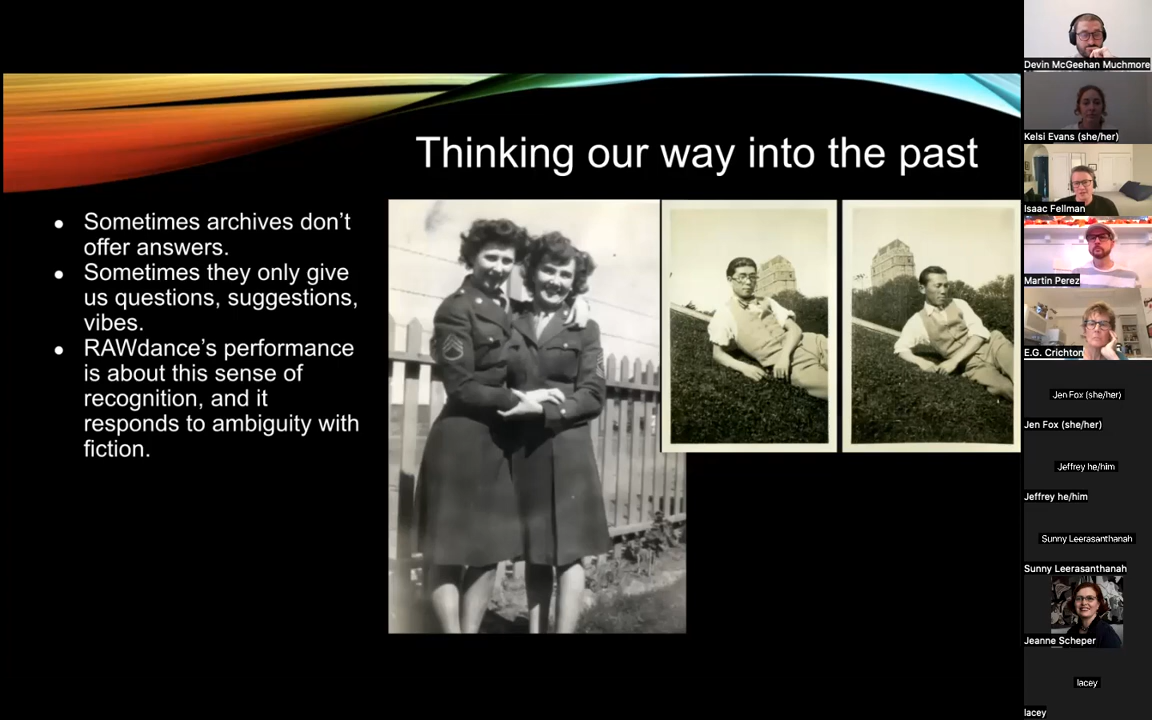 Thinking our way into the past
● Sometimes archives don’t
offer answers.
● Sometimes they only give
us questions, suggestions,
vibes.
● RAWdance’s performance
is about this sense of
recognition, and it
responds to ambiguity with
fiction.
Devin McGeehan Muchmore
Kelsi Evans (she/her)
Isaac Fellman
Martin Perez
E.G. Crichton
Jen Fox (she/her)
Jen Fox (she/her)
Jeffrey he/him
Jeffrey he/him
Sunny Leerasanthanah
Sunny Leerasanthanah
Jeanne Scheper
lacey
lacey